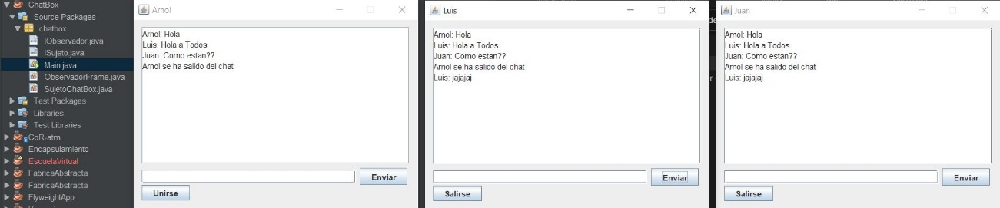 ChatBox
Source Packages
chatbox
IObservador.java
ISujeto.java
Main.java
ObservadorFrame.java
SujetoChatBox.java
Test Packages
Libraries
Test Libraries
CoR-atm
Encapsulamiento
EscuelaVirtual
FabricaAbstracta
FabricaAbstracta
FlyweightApp
Arnol
Arnol: Hola
Luis: Hola a Todos
Juan: Como estan??
Arnol se ha salido del chat
Enviar
Unirse
Luis
Arnol: Hola
Luis: Hola a Todos
Juan: Como estan??
Arnol se ha salido del chat
Luis: jajajaj
Enviar
Salirse
de
Juan
Arnol: Hola
Luis: Hola a Todos
Juan: Como estan??
Arnol se ha salido del chat
Luis: jajajaj
Enviar
Salirse